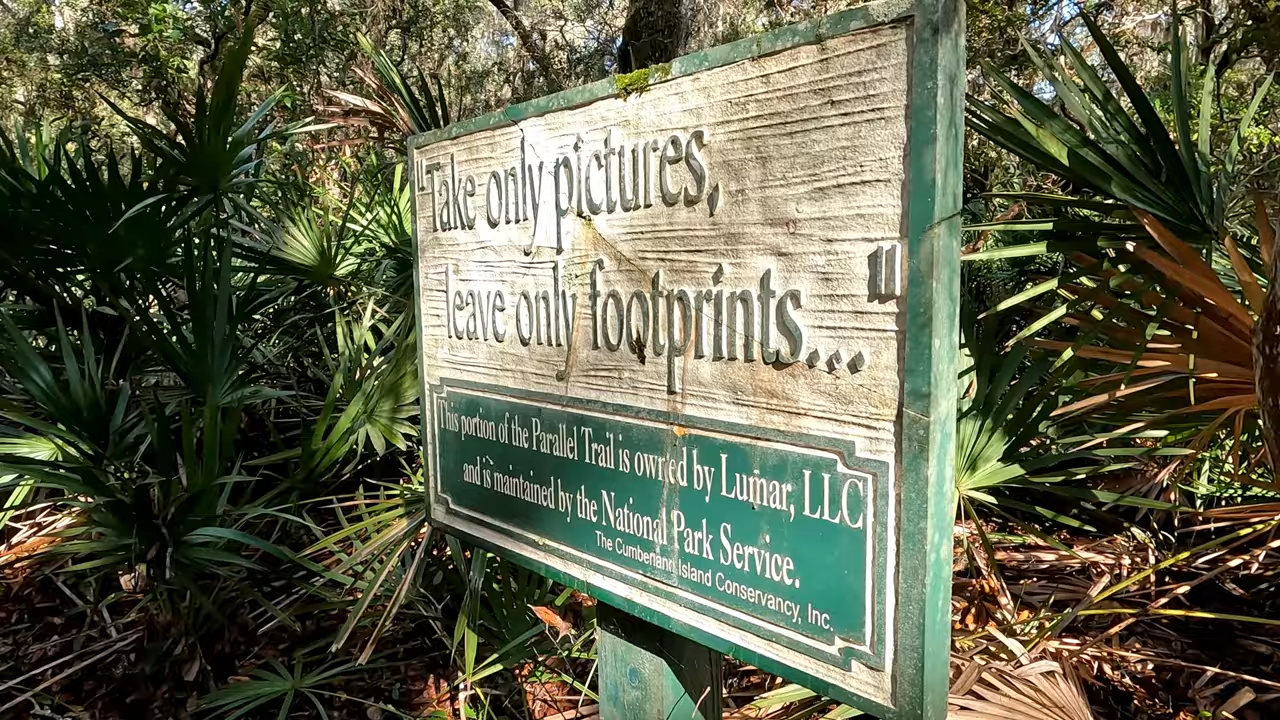 "Take only pictures,
leave only footprints..."
This portion of the Parallel Trail is owned by Lumar, LLC
and is maintained by the National Park Service.
The Cumberland Island Conservancy, Inc.